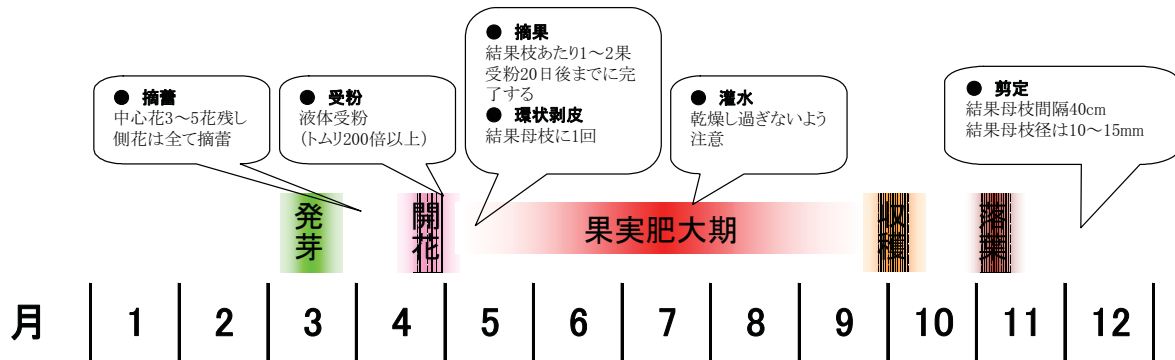 ● 摘蕾
中心花3～5花残し
側花は全て摘蕾
● 受粉
液体受粉
(トムリ200倍以上)
● 摘果
結果枝あたり1～2果
受粉20日後までに完
了する
● 環状剥皮
結果母枝に1回
● 灌水
乾燥し過ぎないよう
注意
● 剪定
結果母枝間隔40cm
結果母枝径は10～15mm
発芽
開花
果実肥大期
収穫
落葉
月 1 2 3 4 5 6 7 8 9 10 11 12